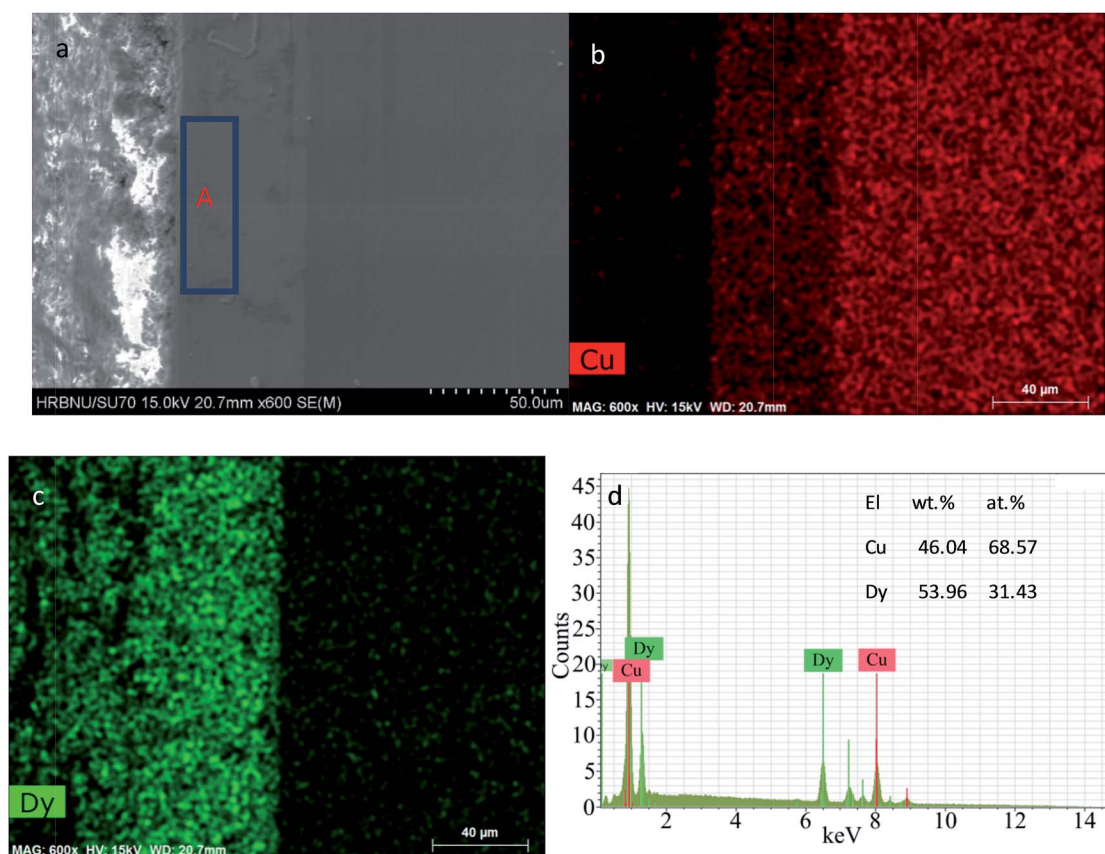 a
A
HRBNU/SU70 15.0kV 20.7mm x600 SE(M)
50.0um
b
Cu
MAG: 600x HV: 15kV WD: 20.7mm
40 µm
c
Dy
MAG: 600x HV: 15kV WD: 20.7mm
40 µm
d
El wt.% at.%
Cu 46.04 68.57
Dy 53.96 31.43
Counts
45
40
35
30
25
20
15
10
5
0
Dy
Cu
Dy
Cu
2 4 6 8 10 12 14
keV